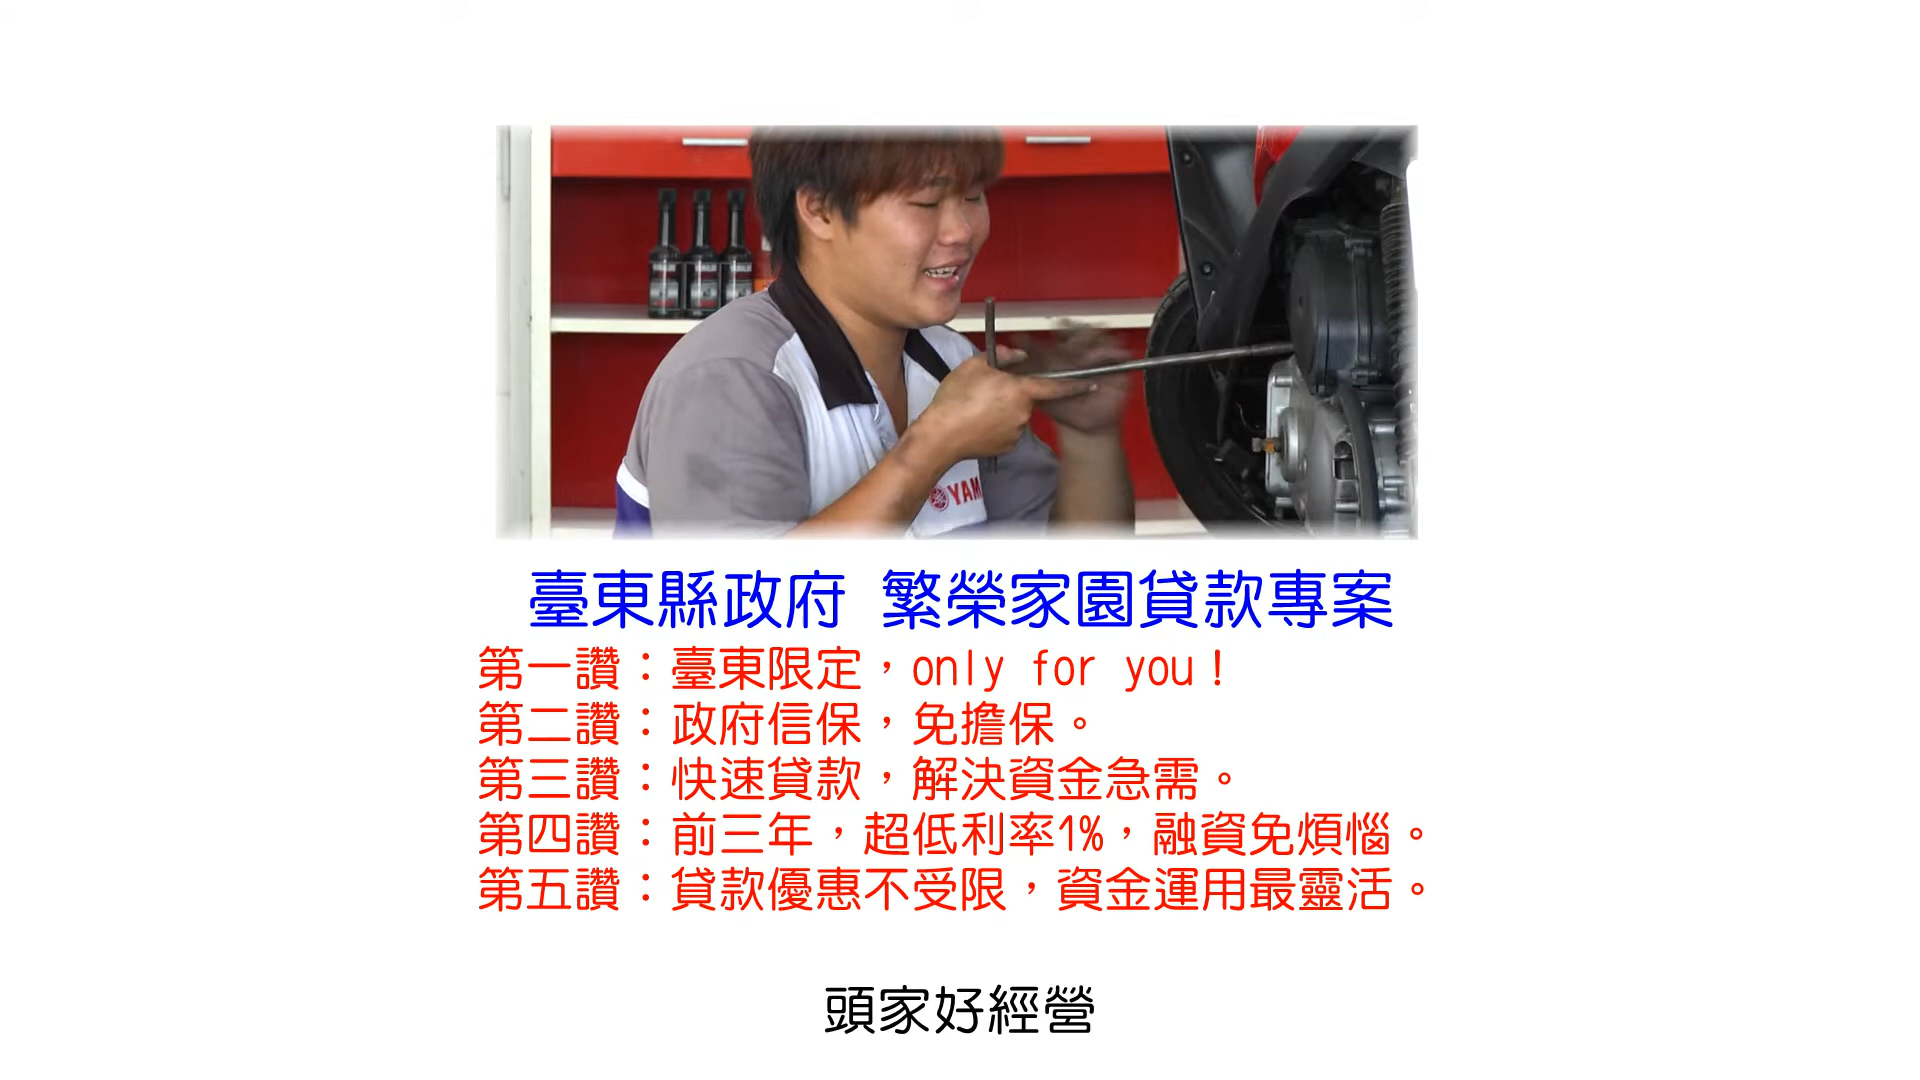 YAMAHA
YAM
臺東縣政府 繁榮家園貸款專案
第一讚：臺東限定，only for you！
第二讚：政府信保，免擔保。
第三讚：快速貸款，解決資金急需。
第四讚：前三年，超低利率1%，融資免煩惱。
第五讚：貸款優惠不受限，資金運用最靈活。
頭家好經營